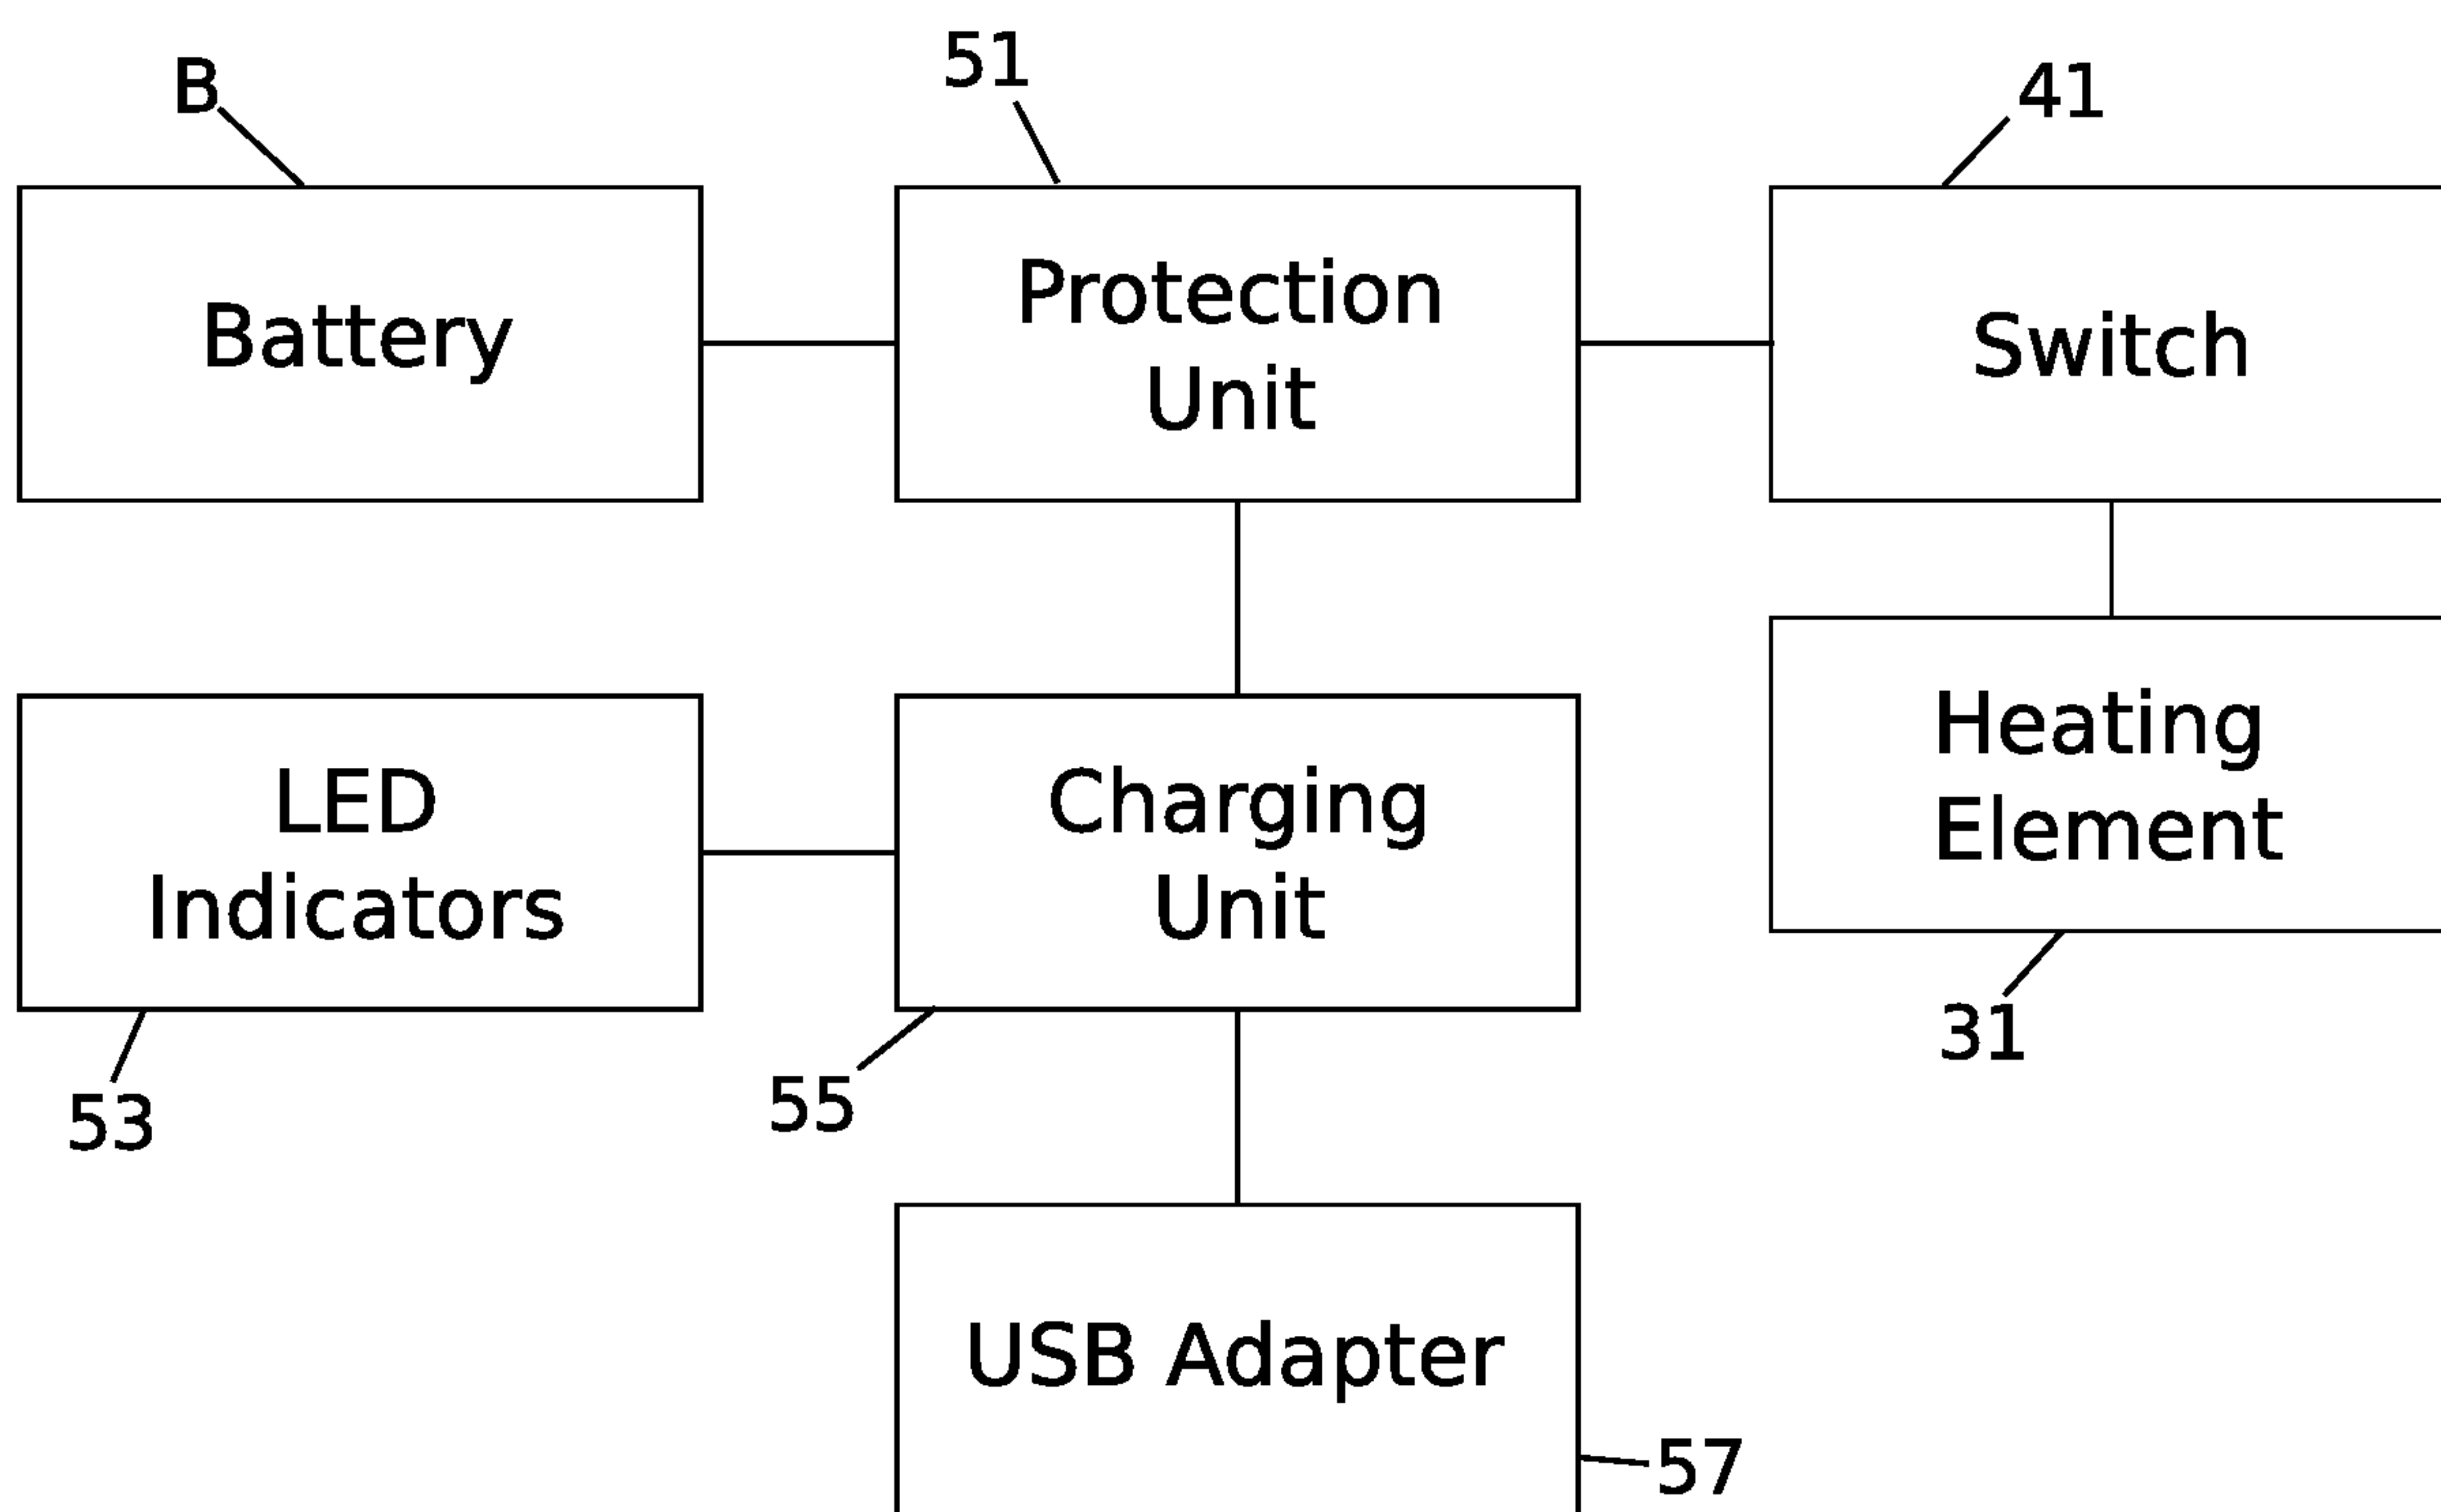 B
51
41
Battery
Protection
Unit
Switch
LED
Indicators
Charging
Unit
Heating
Element
53
55
31
USB Adapter
57